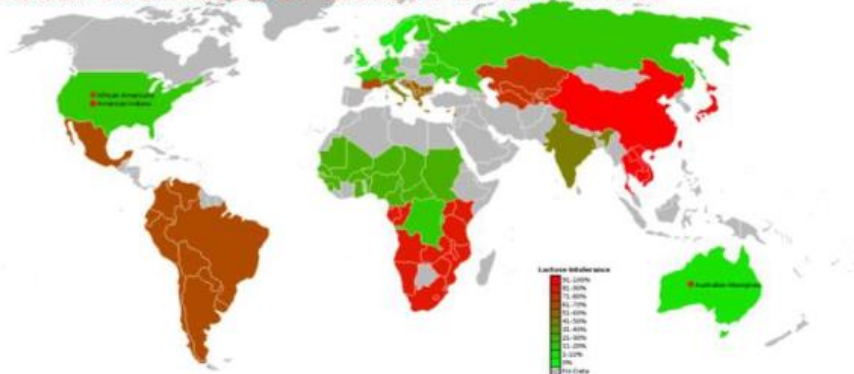 African Americans
American Indians
Australian Aborigines
Lactose Intolerance
91-100%
81-90%
71-80%
61-70%
51-60%
41-50%
31-40%
21-30%
11-20%
1-10%
0%
No Data